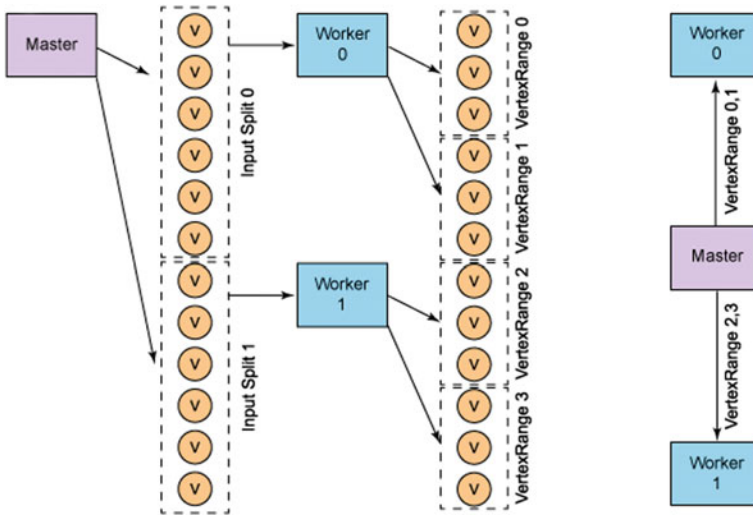 Master
V
V
V
V
V
V
Input Split 0
V
V
V
V
V
V
Input Split 1
Worker
0
Worker
1
V
V
V
VertexRange 0
V
V
V
VertexRange 1
V
V
V
VertexRange 2
V
V
V
VertexRange 3
Worker
0
VertexRange 0,1
Master
VertexRange 2,3
Worker
1